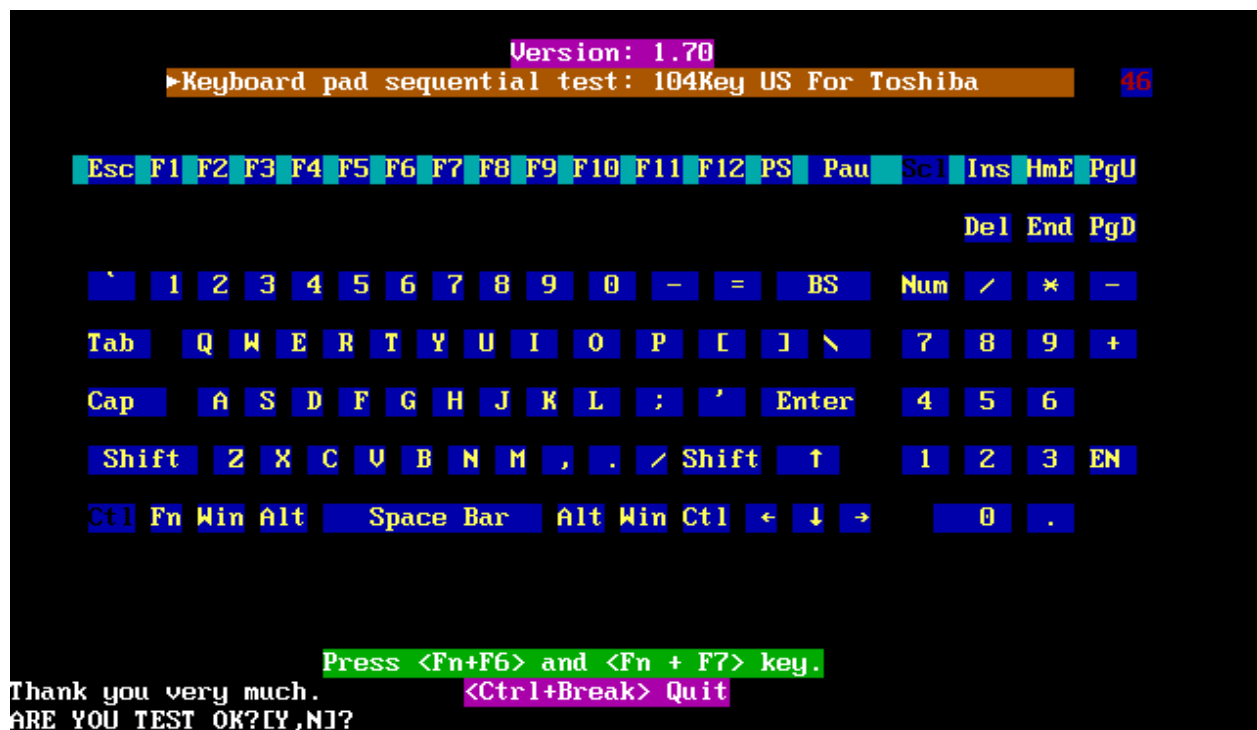 Version: 1.70
►Keyboard pad sequential test: 104Key US For Toshiba 46
Esc F1 F2 F3 F4 F5 F6 F7 F8 F9 F10 F11 F12 PS Pau Scl Ins HmE PgU
Del End PgD
` 1 2 3 4 5 6 7 8 9 0 - = BS Num / * -
Tab Q W E R T Y U I O P [ ] \ 7 8 9 +
Cap A S D F G H J K L ; ' Enter 4 5 6
Shift Z X C V B N M , . / Shift ↑ 1 2 3 EN
Ctl Fn Win Alt Space Bar Alt Win Ctl ← ↓ → 0 .
Press <Fn+F6> and <Fn + F7> key.
Thank you very much. <Ctrl+Break> Quit
ARE YOU TEST OK?[Y,N]?